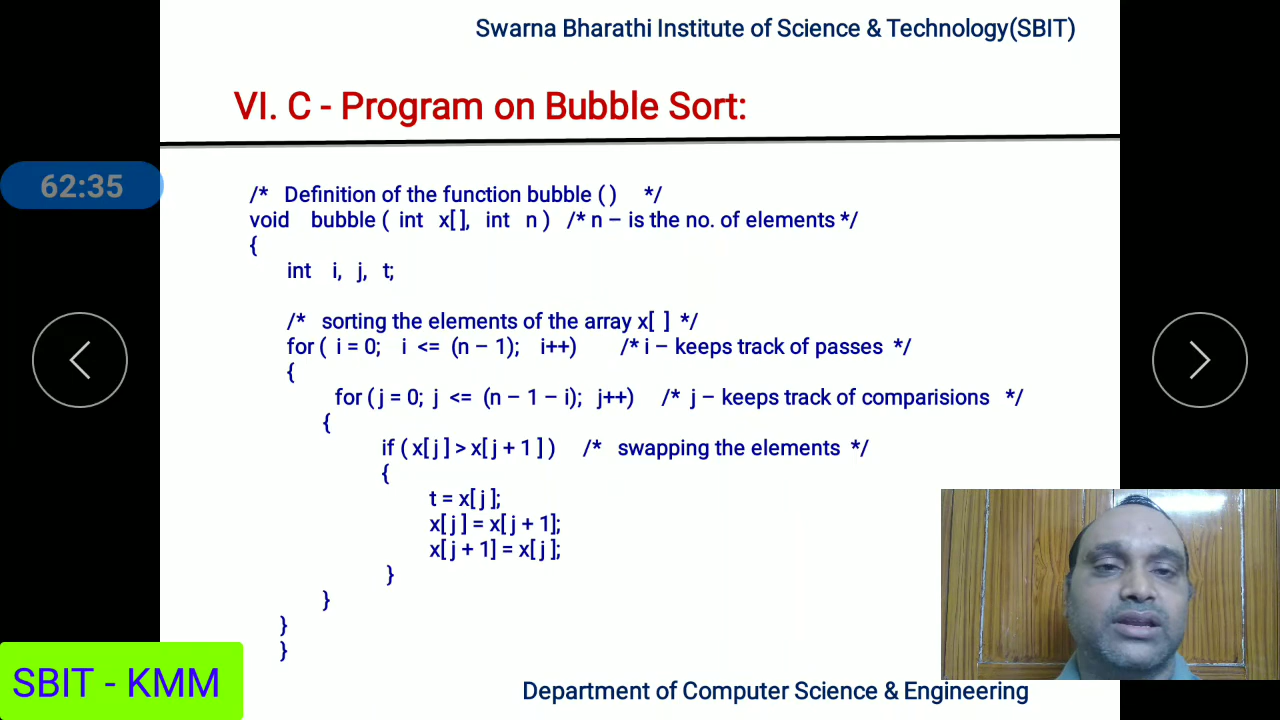 Swarna Bharathi Institute of Science & Technology(SBIT)
VI. C - Program on Bubble Sort:
62:35
/* Definition of the function bubble ( ) */
void bubble ( int x[ ], int n ) /* n – is the no. of elements */
{
int i, j, t;
/* sorting the elements of the array x[ ] */
for ( i = 0; i <= (n – 1); i++) /* i – keeps track of passes */
{
for ( j = 0; j <= (n – 1 – i); j++) /* j – keeps track of comparisions */
{
if ( x[ j ] > x[ j + 1 ] ) /* swapping the elements */
{
t = x[ j ];
x[ j ] = x[ j + 1];
x[ j + 1] = x[ j ];
}
}
}
}
SBIT - KMM
Department of Computer Science & Engineering